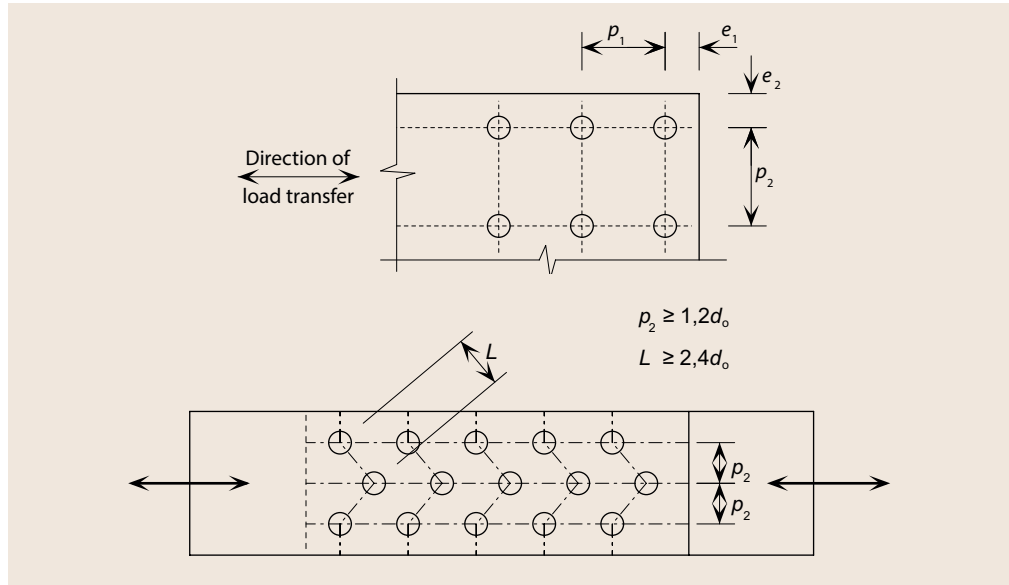 p₁
e₁
e₂
Direction of
load transfer
p₂
p₂ ≥ 1,2dₒ
L ≥ 2,4dₒ
L
p₂
p₂